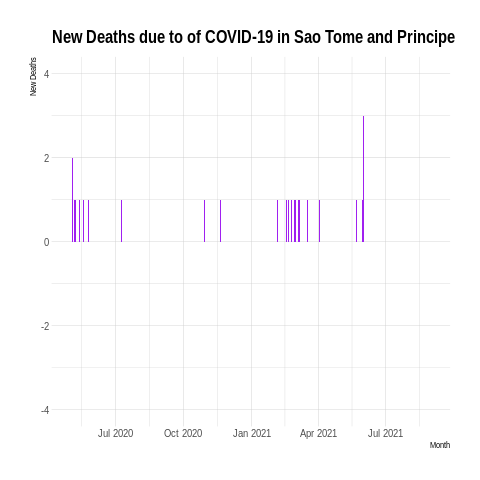 New Deaths due to of COVID-19 in Sao Tome and Principe
New Deaths
4
2
0
-2
-4
Jul 2020 Oct 2020 Jan 2021 Apr 2021 Jul 2021
Month